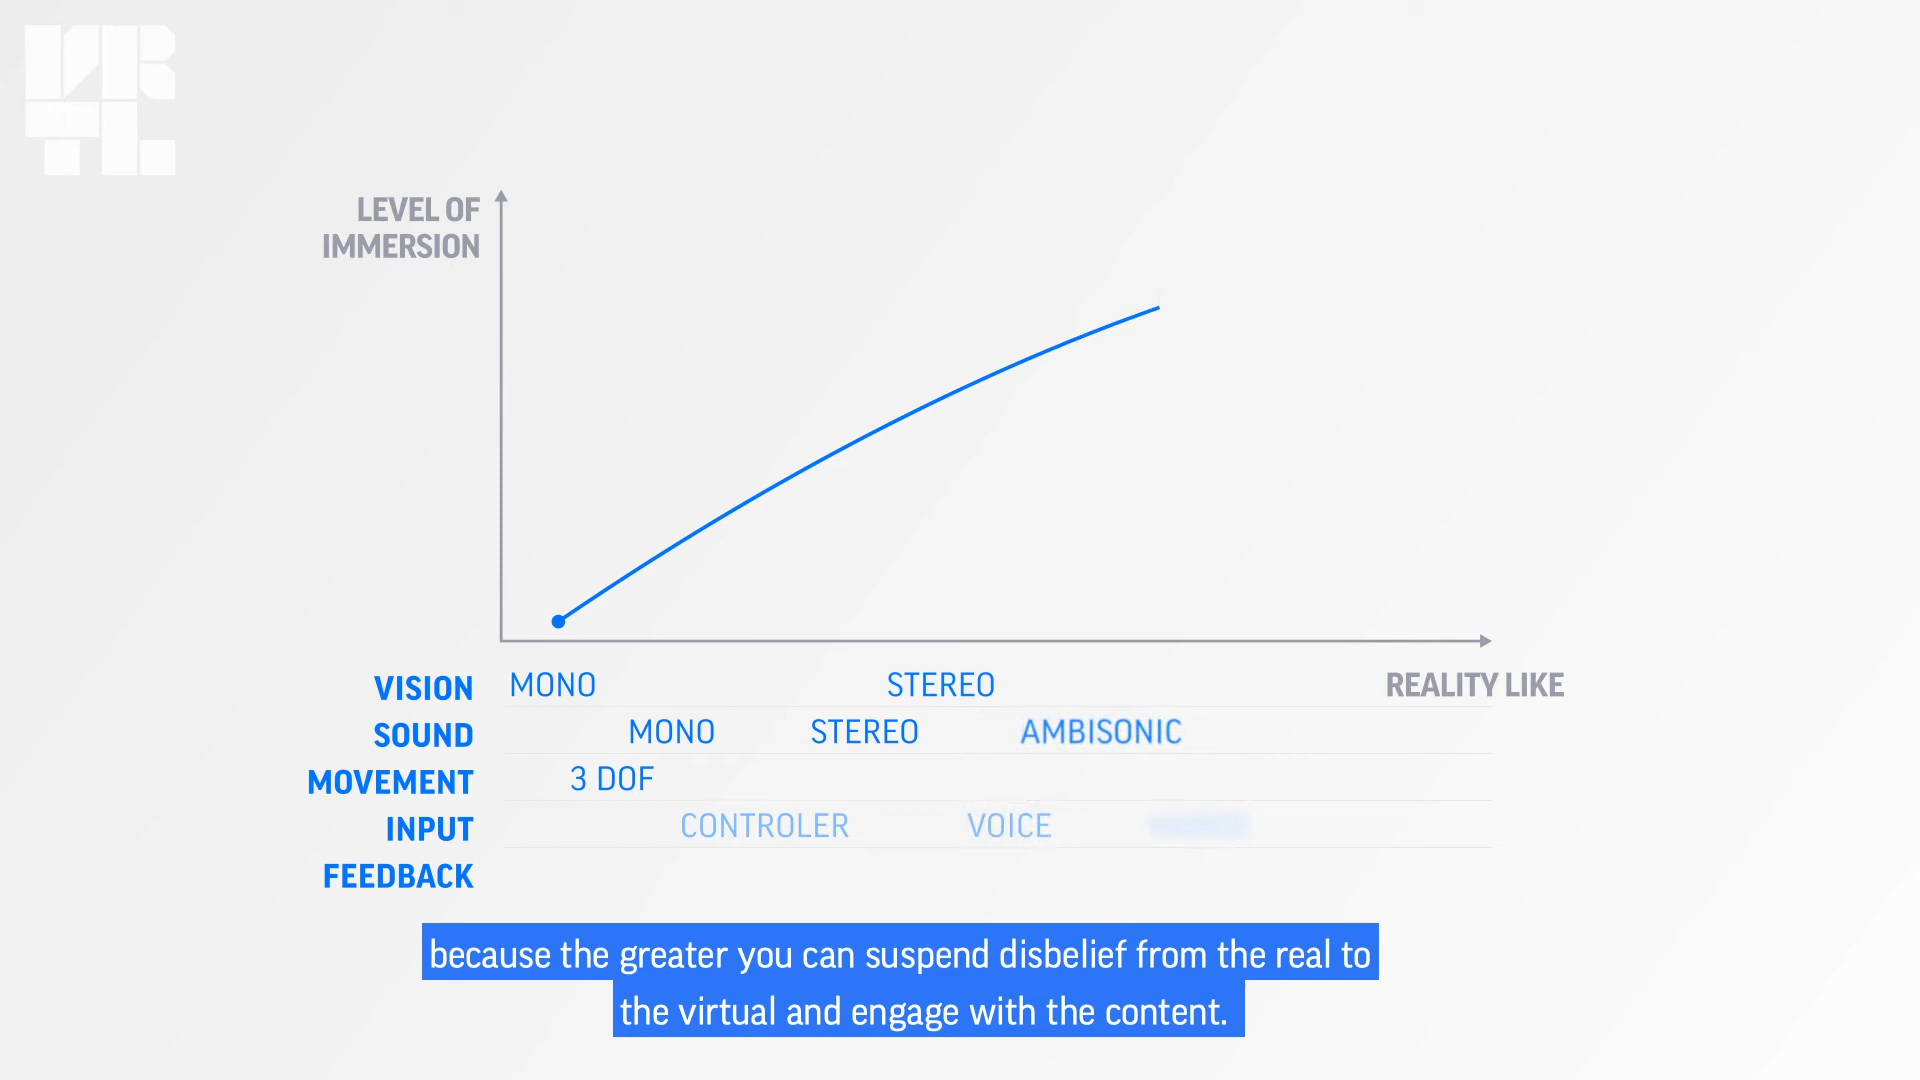 VRTL
LEVEL OF
IMMERSION
VISION MONO STEREO REALITY LIKE
SOUND MONO STEREO AMBISONIC
MOVEMENT 3 DOF
INPUT CONTROLER VOICE
FEEDBACK
because the greater you can suspend disbelief from the real to
the virtual and engage with the content.